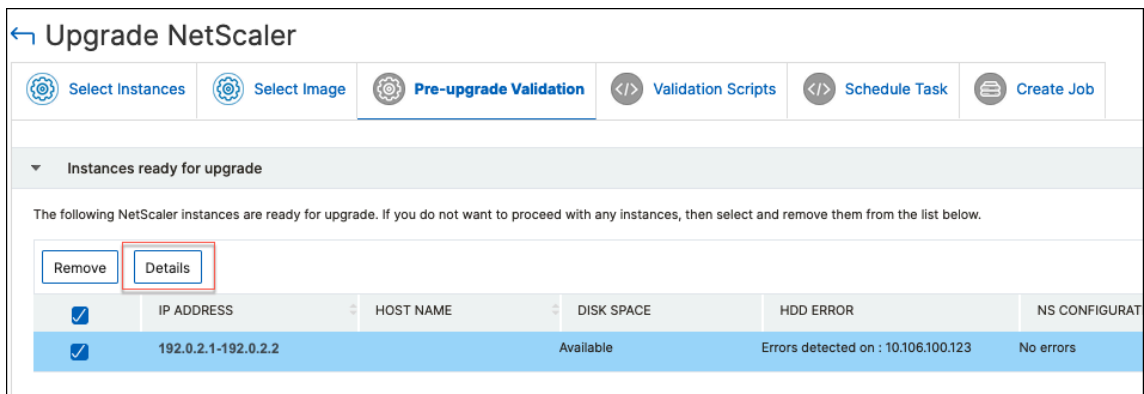 Upgrade NetScaler
Select Instances Select Image Pre-upgrade Validation </> Validation Scripts </> Schedule Task Create Job
Instances ready for upgrade
The following NetScaler instances are ready for upgrade. If you do not want to proceed with any instances, then select and remove them from the list below.
Remove Details
IP ADDRESS HOST NAME DISK SPACE HDD ERROR NS CONFIGURAT
192.0.2.1-192.0.2.2 Available Errors detected on : 10.106.100.123 No errors